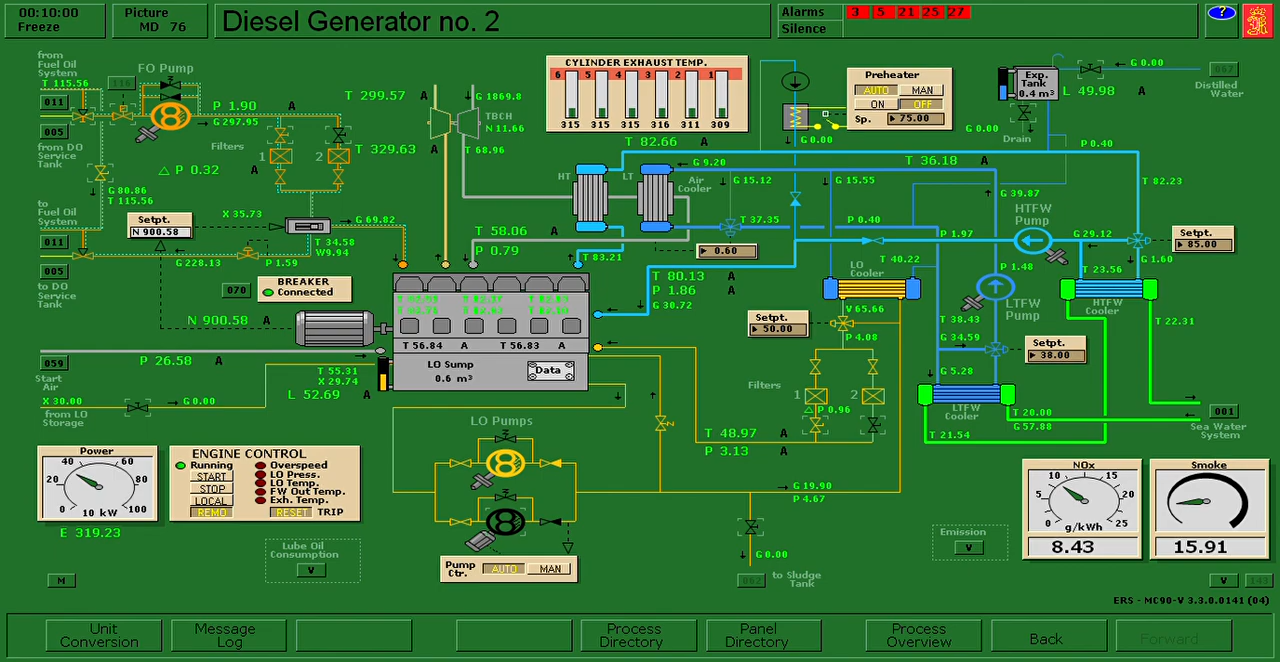 00:10:00
Freeze
Picture
MD 76
Diesel Generator no. 2
Alarms
Silence
3 5 21 25 27
?
from
Fuel Oil
System
T 115.56
011
005
from DO
Service
Tank
FO Pump
116
P 1.90 A
G 297.95
Filters
1
2
△ P 0.32 A
G 80.86
T 115.56
to
Fuel Oil
System
011
005
to DO
Service
Tank
Setpt.
N 900.58
X 35.73
G 69.82
T 34.58
W9.94
G 228.13
P 1.59
070
BREAKER
Connected
N 900.58 A
T 299.57 A
G 1869.8
TBCH
N 11.66
T 329.63 A
T 68.96
CYLINDER EXHAUST TEMP.
6 5 4 3 2 1
315 315 315 316 311 309
T 82.66 A
HT
LT
Air
Cooler
G 9.20
G 15.12
G 15.55
T 37.35
T 58.06 A
P 0.79
T 83.21
0.60
T 80.13 A
P 1.86 A
G 30.72
G 0.00
Preheater
AUTO MAN
ON OFF
Sp. 75.00
Exp.
Tank
0.4 m³
L 49.98 A
G 0.00
067
Distilled
Water
G 0.00
Drain
P 0.40
T 36.18 A
T 82.23
G 39.87
HTFW
Pump
P 0.40
P 1.97
G 29.12
Setpt.
85.00
G 1.60
T 23.56
HTFW
Cooler
T 22.31
LO
Cooler
T 40.22
P 1.48
LTFW
Pump
T 38.43
G 34.59
Setpt.
38.00
G 5.28
LTFW
Cooler
T 20.00
G 57.88
T 21.54
001
Sea Water
System
V 65.66
Setpt.
50.00
P 4.08
Filters
1
2
△ P 0.96
T 56.84 A T 56.83 A
LO Sump
0.6 m³
Data
059
Start
Air
P 26.58 A
T 55.31
X 29.74
L 52.69 A
X 30.00
G 0.00
from LO
Storage
LO Pumps
T 48.97 A
P 3.13 A
G 19.90
P 4.67
G 0.00
062
to Sludge
Tank
Pump
Ctr.
AUTO MAN
Power
0 20 40 60 80 100
10 kW
E 319.23
ENGINE CONTROL
Running
START
STOP
LOCAL
REMO
Overspeed
LO Press.
LO Temp.
FW Out Temp.
Exh. Temp.
RESET TRIP
Lube Oil
Consumption
V
Emission
V
NOx
0 5 10 15 20 25
g/kWh
8.43
Smoke
15.91
M
V
143
ERS - MC90-V 3.3.0.0141 (04)
Unit
Conversion
Message
Log
Process
Directory
Panel
Directory
Process
Overview
Back
Forward